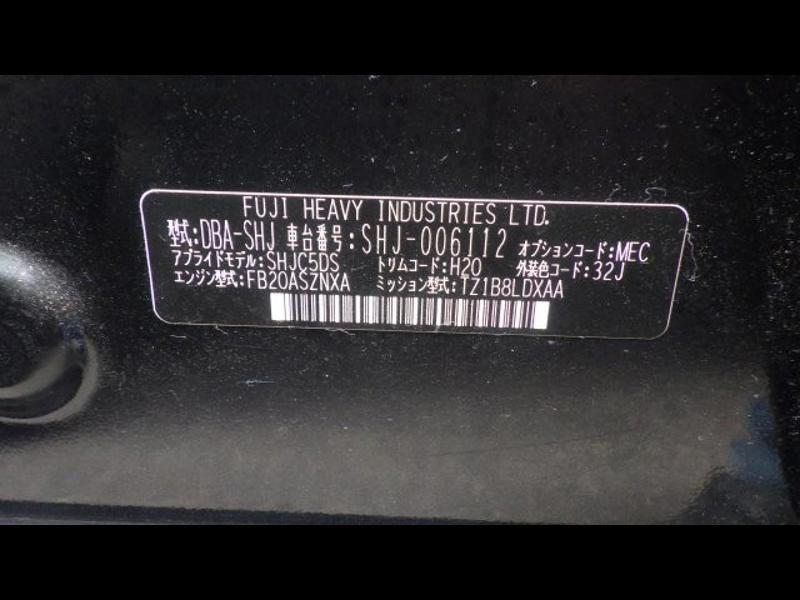 FUJI HEAVY INDUSTRIES LTD.
型式:DBA-SHJ 車台番号:SHJ-006112 オプションコード:MEC
アプライドモデル:SHJC5DS トリムコード:H20 外装色コード:32J
エンジン型式:FB20ASZNXA ミッション型式:TZ1B8LDXAA